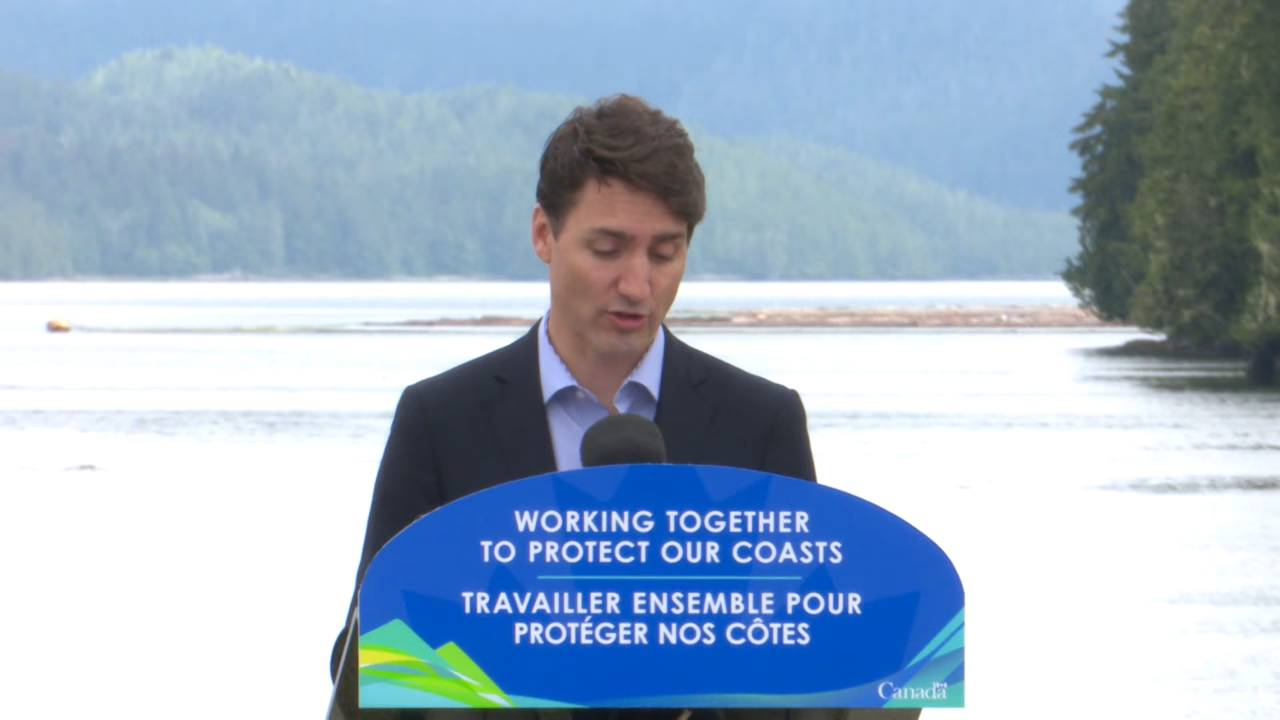 WORKING TOGETHER
TO PROTECT OUR COASTS
TRAVAILLER ENSEMBLE POUR
PROTÉGER NOS CÔTES
Canada